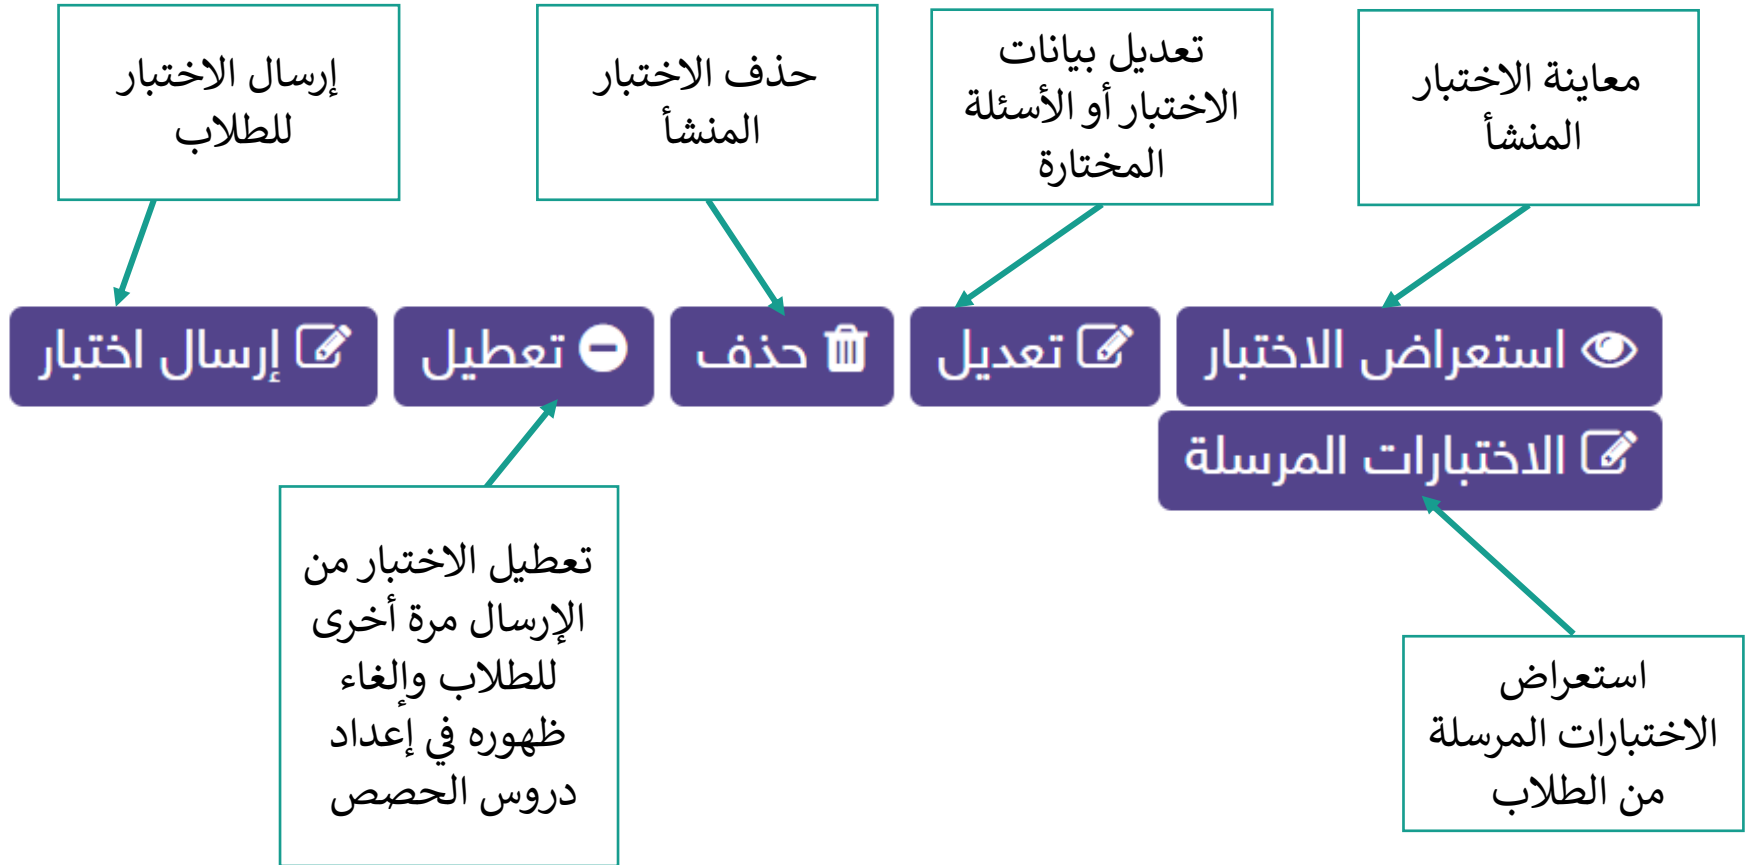 معاينة الاختبار
المنشأ
تعديل بيانات
الاختبار أو الأسئلة
المختارة
حذف الاختبار
المنشأ
إرسال الاختبار
للطلاب
استعراض الاختبار
تعديل
حذف
تعطيل
إرسال اختبار
الاختبارات المرسلة
تعطيل الاختبار من
الإرسال مرة أخرى
للطلاب وإلغاء
ظهوره في إعداد
دروس الحصص
استعراض
الاختبارات المرسلة
من الطلاب